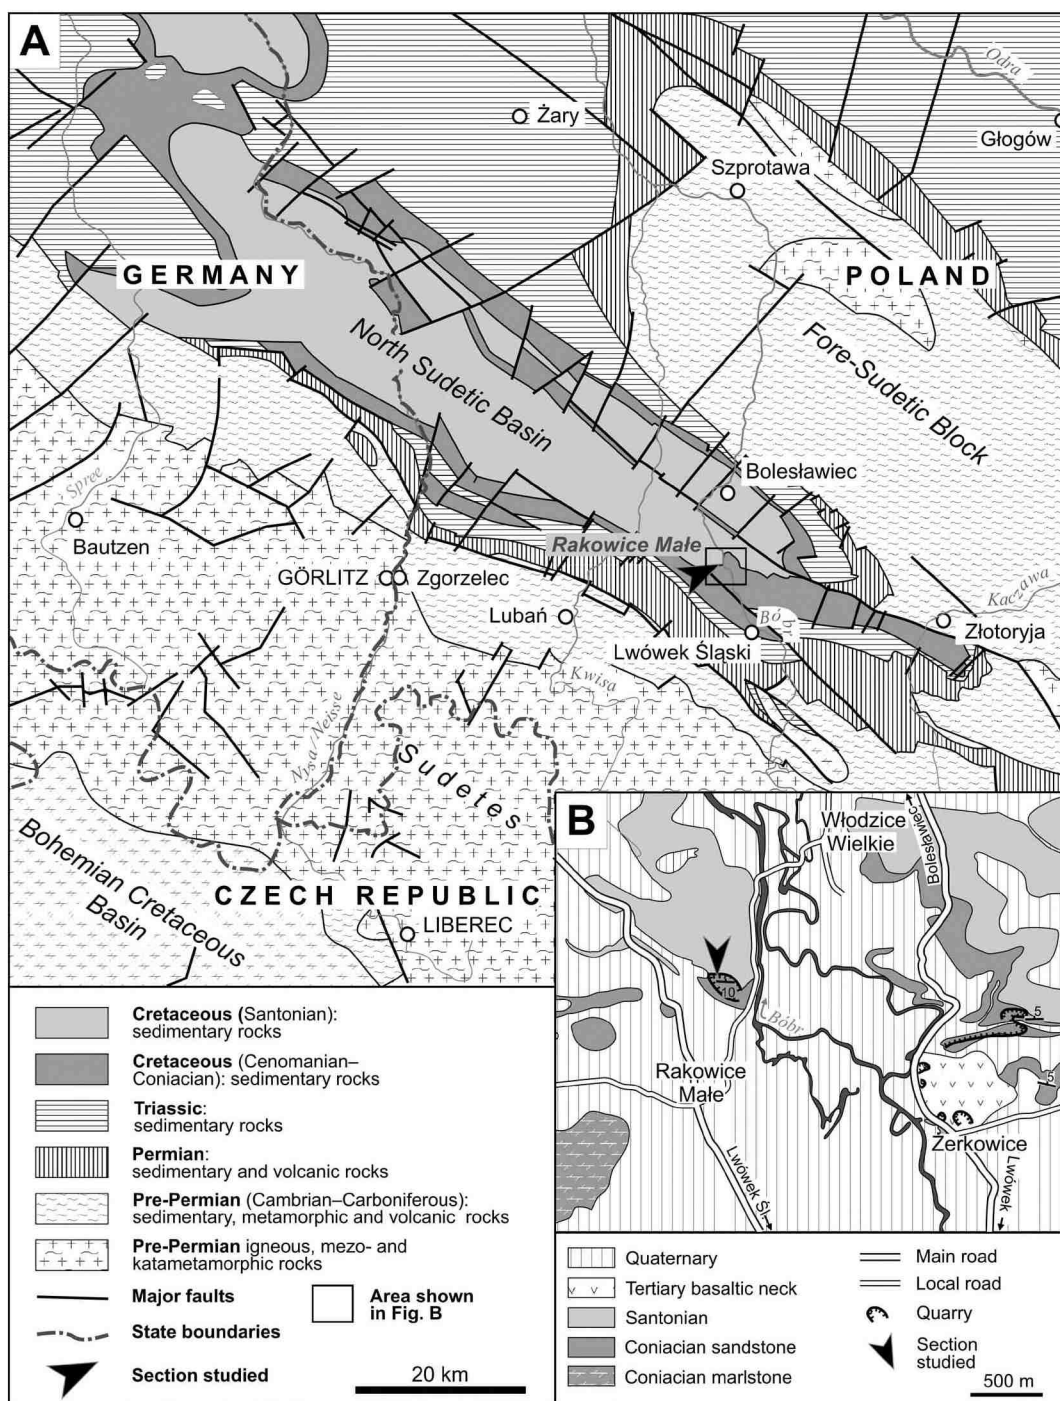 A
Odra
Żary
Głogów
Szprotawa
GERMANY
POLAND
North Sudetic Basin
Fore-Sudetic Block
Bolesławiec
Spree
Bautzen
Rakowice Małe
GÖRLITZ
Zgorzelec
Kaczawa
Lubań
Bóbr
Złotoryja
Lwówek Śląski
Kwisa
Nysa/Neisse
Sudetes
Bohemian Cretaceous
Basin
CZECH REPUBLIC
LIBEREC
B
Włodzice
Wielkie
Bolesławiec
10
5
Bóbr
Rakowice
Małe
5
Żerkowice
Lwówek Śl.
Lwówek
Cretaceous (Santonian):
sedimentary rocks
Cretaceous (Cenomanian–
Coniacian): sedimentary rocks
Triassic:
sedimentary rocks
Permian:
sedimentary and volcanic rocks
Pre-Permian (Cambrian–Carboniferous):
sedimentary, metamorphic and volcanic rocks
Pre-Permian igneous, mezo- and
katametamorphic rocks
Major faults
Area shown
in Fig. B
State boundaries
Section studied
20 km
Quaternary
Tertiary basaltic neck
Santonian
Coniacian sandstone
Coniacian marlstone
Main road
Local road
Quarry
Section
studied
500 m